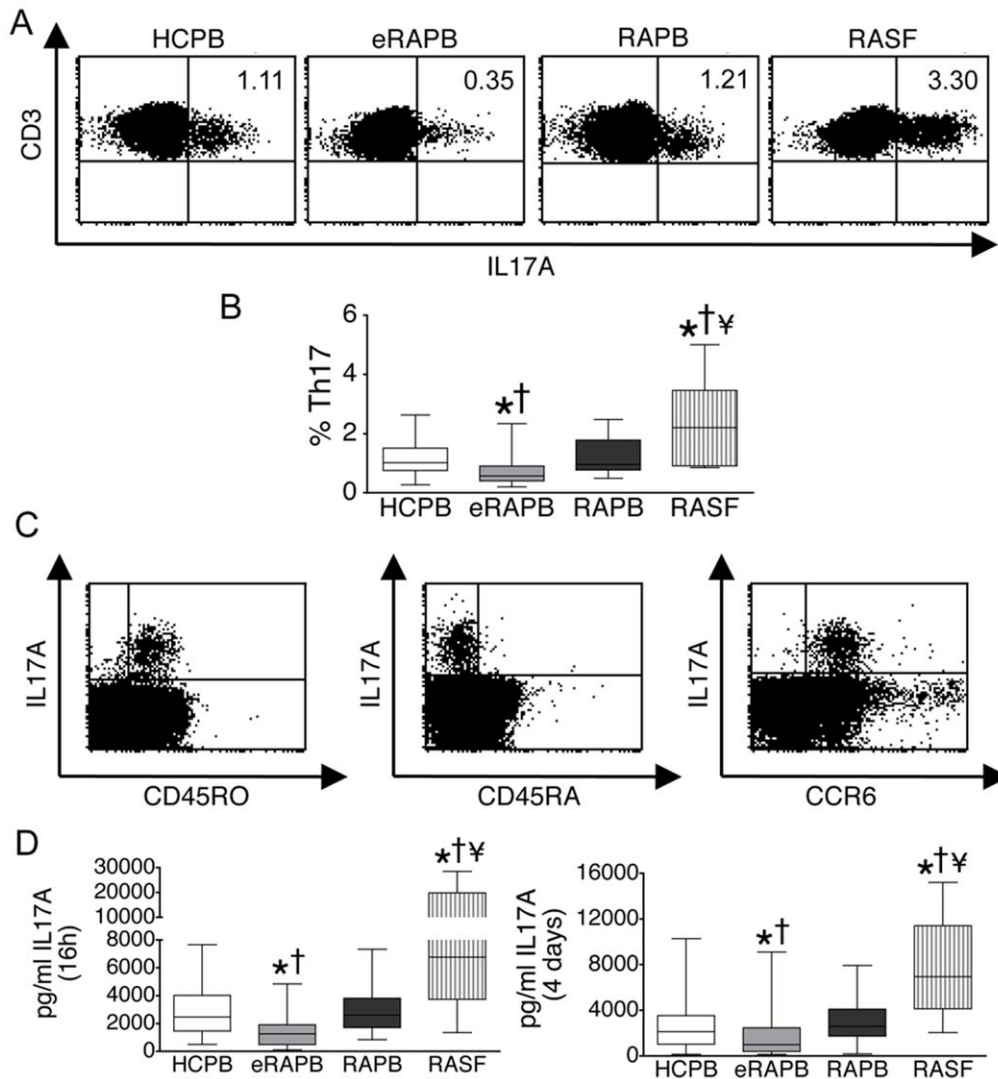 A
HCPB eRAPB RAPB RASF
1.11 0.35 1.21 3.30
CD3
IL17A
B
% Th17
6
4
2
0
*† *†¥
HCPB eRAPB RAPB RASF
C
IL17A IL17A IL17A
CD45RO CD45RA CCR6
D
pg/ml IL17A
(16h)
30000
20000
10000
8000
6000
4000
2000
0
*† *†¥
HCPB eRAPB RAPB RASF
pg/ml IL17A
(4 days)
16000
12000
8000
4000
0
*† *†¥
HCPB eRAPB RAPB RASF